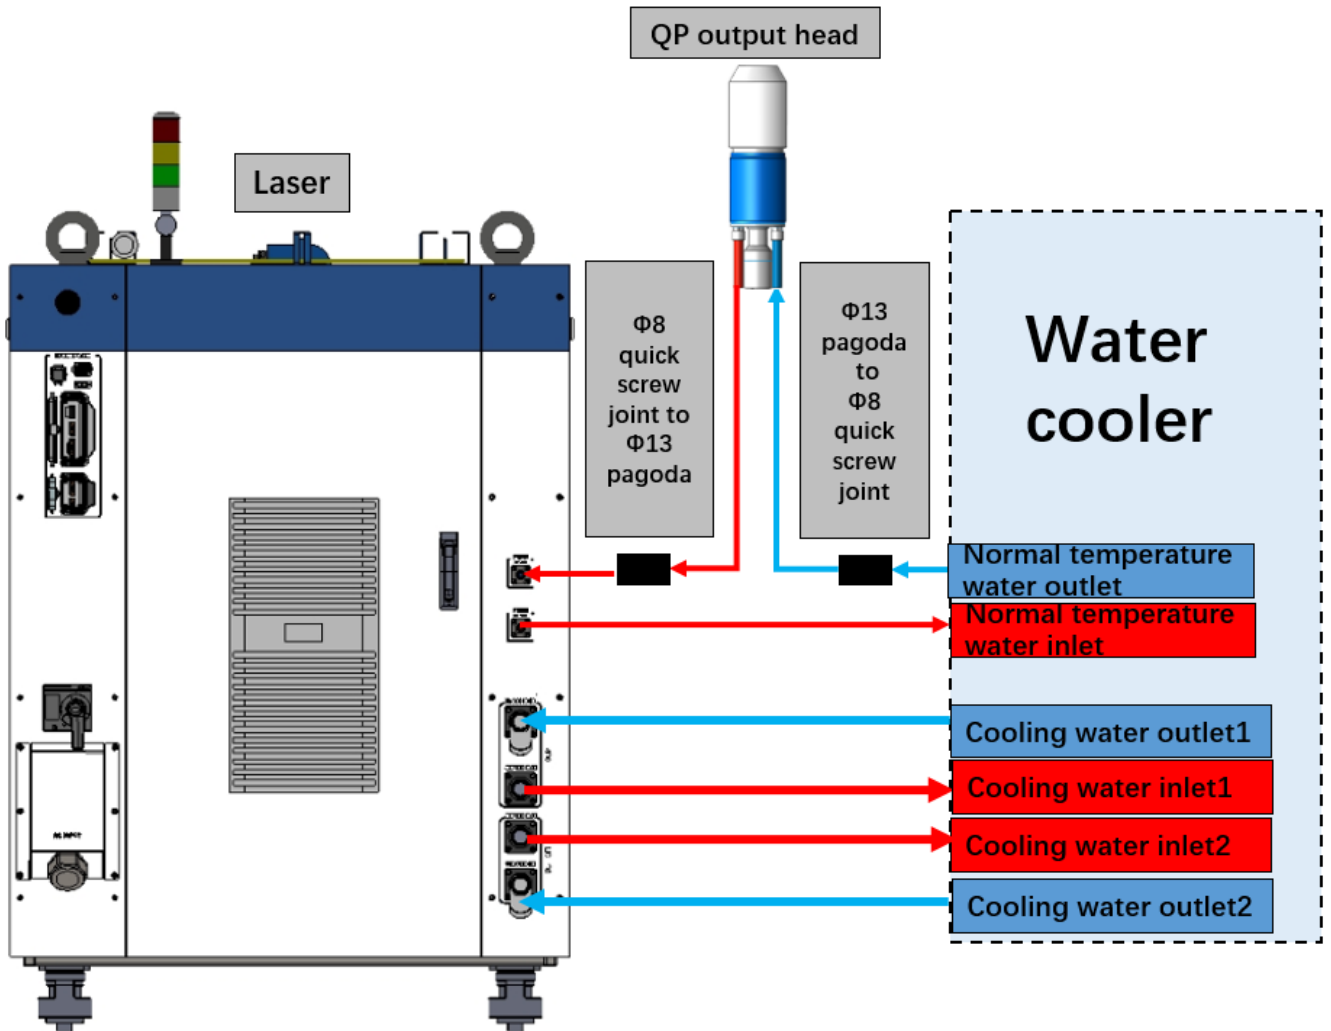 QP output head
Laser
Φ8
quick
screw
joint to
Φ13
pagoda
Φ13
pagoda
to
Φ8
quick
screw
joint
Water
cooler
Normal temperature
water outlet
Normal temperature
water inlet
Cooling water outlet1
Cooling water inlet1
Cooling water inlet2
Cooling water outlet2
AC INPUT